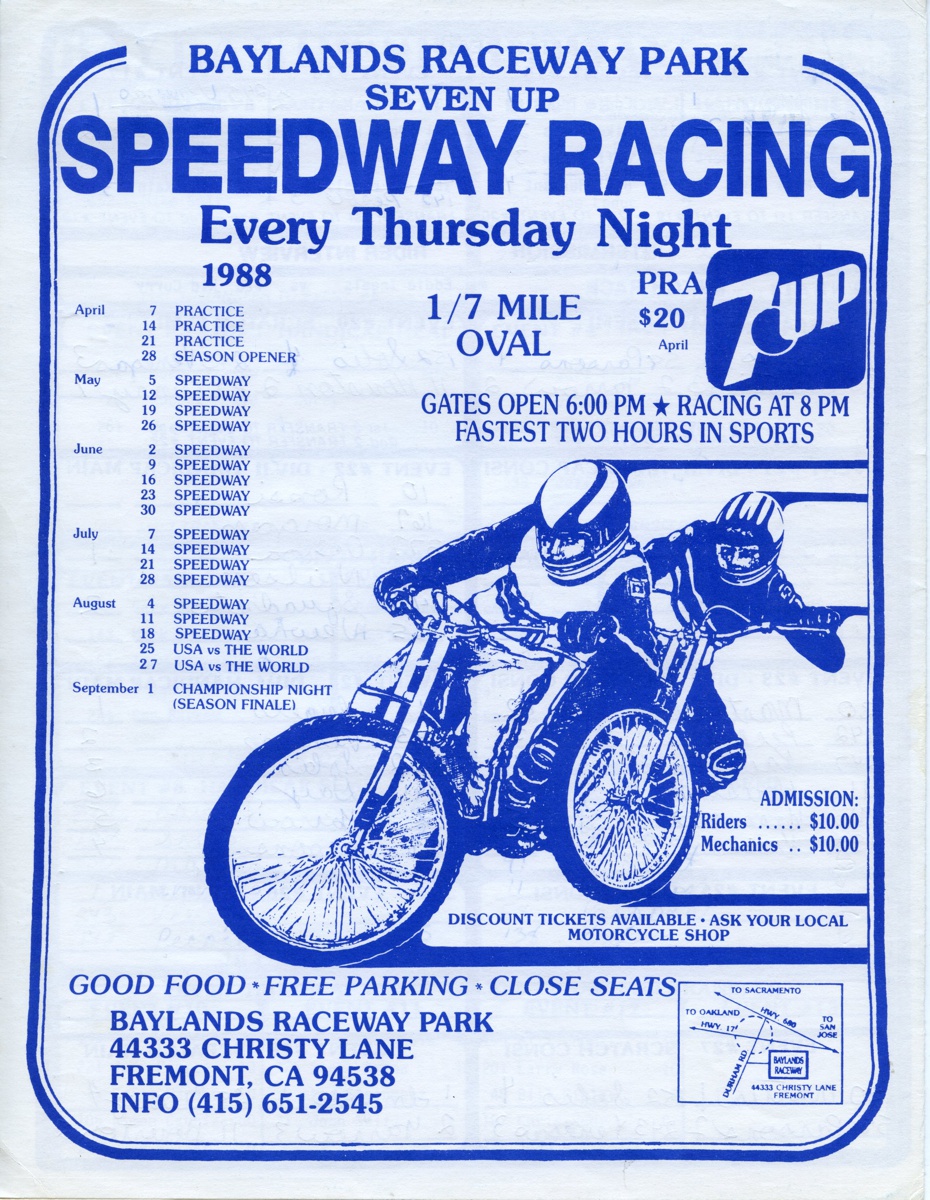 BAYLANDS RACEWAY PARK
SEVEN UP
SPEEDWAY RACING
Every Thursday Night
1988
April 7 PRACTICE
14 PRACTICE
21 PRACTICE
28 SEASON OPENER
May 5 SPEEDWAY
12 SPEEDWAY
19 SPEEDWAY
26 SPEEDWAY
June 2 SPEEDWAY
9 SPEEDWAY
16 SPEEDWAY
23 SPEEDWAY
30 SPEEDWAY
July 7 SPEEDWAY
14 SPEEDWAY
21 SPEEDWAY
28 SPEEDWAY
August 4 SPEEDWAY
11 SPEEDWAY
18 SPEEDWAY
25 USA vs THE WORLD
27 USA vs THE WORLD
September 1 CHAMPIONSHIP NIGHT
(SEASON FINALE)
1/7 MILE
OVAL
PRA
$20
April
7UP
GATES OPEN 6:00 PM ★ RACING AT 8 PM
FASTEST TWO HOURS IN SPORTS
ADMISSION:
Riders ...... $10.00
Mechanics .. $10.00
DISCOUNT TICKETS AVAILABLE • ASK YOUR LOCAL
MOTORCYCLE SHOP
GOOD FOOD * FREE PARKING * CLOSE SEATS
BAYLANDS RACEWAY PARK
44333 CHRISTY LANE
FREMONT, CA 94538
INFO (415) 651-2545
TO SACRAMENTO
TO OAKLAND
HWY. 680
HWY. 17
TO
SAN
JOSE
DURHAM RD
BAYLANDS
RACEWAY
44333 CHRISTY LANE
FREMONT